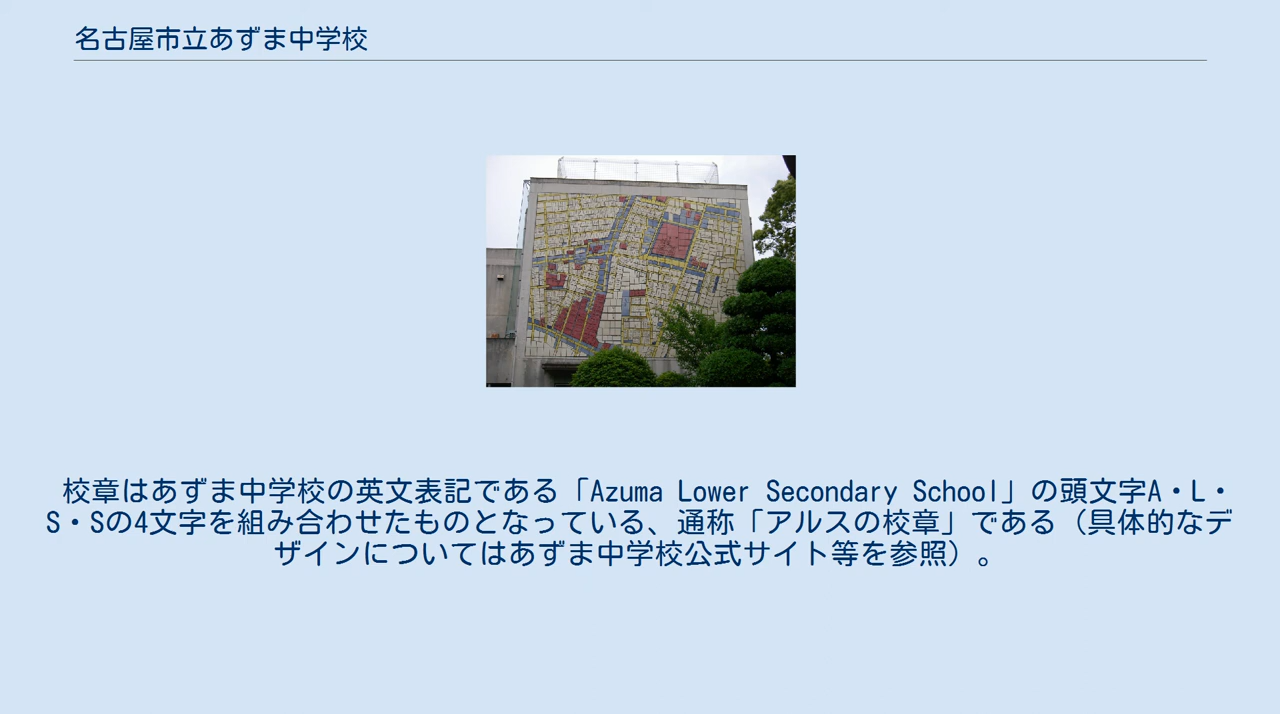 名古屋市立あずま中学校
校章はあずま中学校の英文表記である「Azuma Lower Secondary School」の頭文字A・L・
S・Sの4文字を組み合わせたものとなっている、通称「アルスの校章」である（具体的なデ
ザインについてはあずま中学校公式サイト等を参照）。